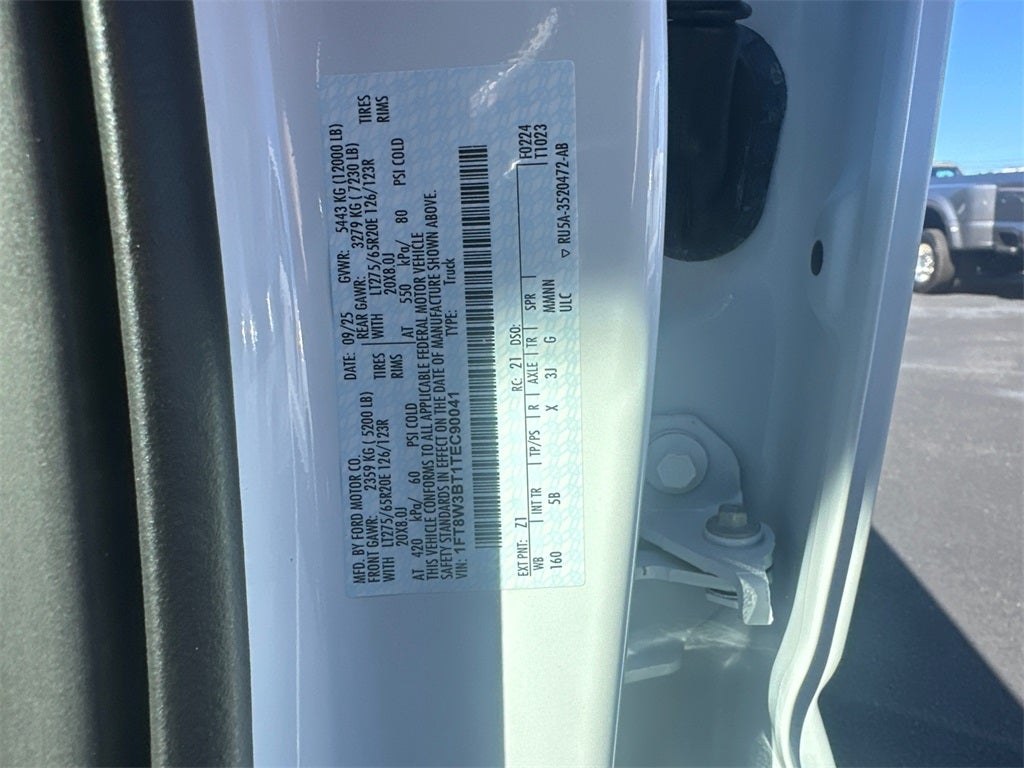 MFD. BY FORD MOTOR CO.
DATE: 09/25 GVWR: 5443 KG (12000 LB)
FRONT GAWR: 2359 KG ( 5200 LB) REAR GAWR: 3279 KG ( 7230 LB)
WITH LT275/65R20E 126/123R TIRES WITH LT275/65R20E 126/123R TIRES
20X8.0J RIMS 20X8.0J RIMS
AT 420 kPa/ 60 PSI COLD AT 550 kPa/ 80 PSI COLD
THIS VEHICLE CONFORMS TO ALL APPLICABLE FEDERAL MOTOR VEHICLE
SAFETY STANDARDS IN EFFECT ON THE DATE OF MANUFACTURE SHOWN ABOVE.
VIN: 1FT8W3BT1TEC90041 TYPE: Truck
F0224
EXT PNT: Z1 RC: 21 DSO: T1023
WB INT TR TP/PS R AXLE TR SPR
160 5B X 3J G MMNN
ULC RU5A-3520472-AB